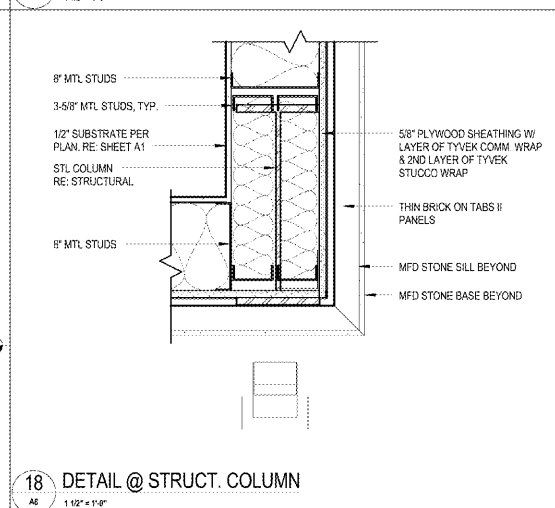 8" MTL STUDS
3-5/8" MTL STUDS, TYP.
1/2" SUBSTRATE PER
PLAN. RE: SHEET A1
STL COLUMN
RE: STRUCTURAL
8" MTL STUDS
5/8" PLYWOOD SHEATHING W/
LAYER OF TYVEK COMM. WRAP
& 2ND LAYER OF TYVEK
STUCCO WRAP
THIN BRICK ON TABS II
PANELS
MFD STONE SILL BEYOND
MFD STONE BASE BEYOND
18 DETAIL @ STRUCT. COLUMN
A6 1 1/2" = 1'-0"